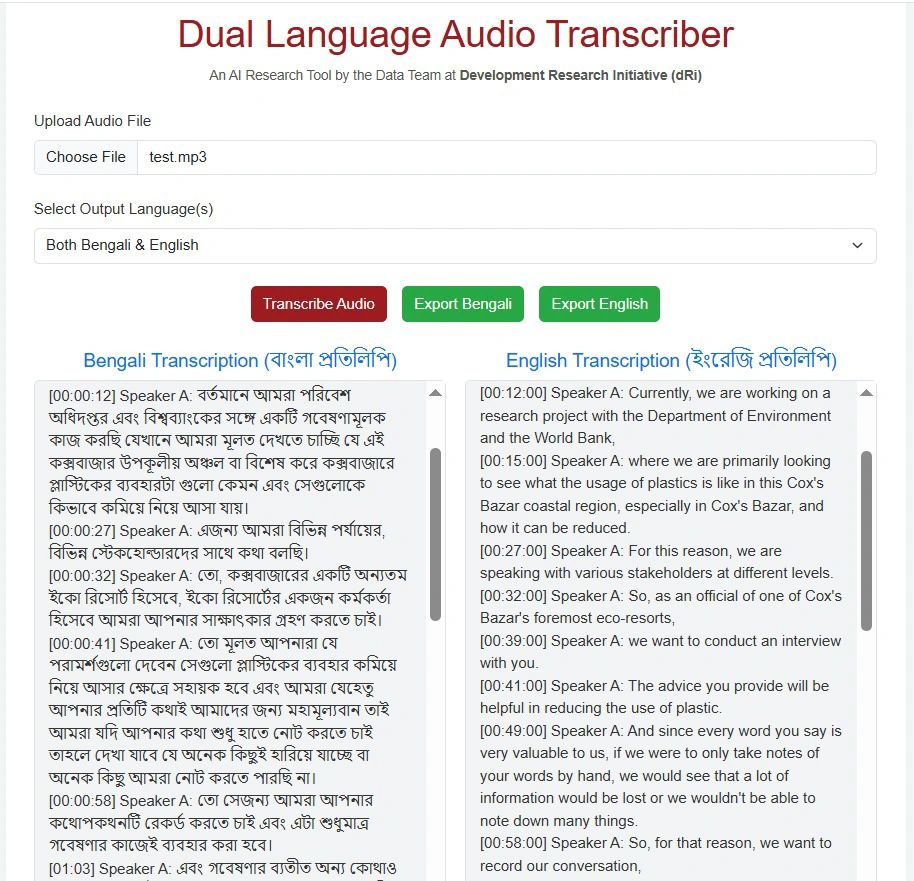 Dual Language Audio Transcriber
An AI Research Tool by the Data Team at Development Research Initiative (dRi)
Upload Audio File
Choose File test.mp3
Select Output Language(s)
Both Bengali & English
Transcribe Audio Export Bengali Export English
Bengali Transcription (বাংলা প্রতিলিপি)
[00:00:12] Speaker A: বর্তমানে আমরা পরিবেশ
অধিদপ্তর এবং বিশ্বব্যাংকের সঙ্গে একটি গবেষণামূলক
কাজ করছি যেখানে আমরা মূলত দেখতে চাচ্ছি যে এই
কক্সবাজার উপকূলীয় অঞ্চল বা বিশেষ করে কক্সবাজারে
প্লাস্টিকের ব্যবহারটা গুলো কেমন এবং সেগুলোকে
কিভাবে কমিয়ে নিয়ে আসা যায়।
[00:00:27] Speaker A: এজন্য আমরা বিভিন্ন পর্যায়ের,
বিভিন্ন স্টেকহোল্ডারদের সাথে কথা বলছি।
[00:00:32] Speaker A: তো, কক্সবাজারের একটি অন্যতম
ইকো রিসোর্ট হিসেবে, ইকো রিসোর্টের একজন কর্মকর্তা
হিসেবে আমরা আপনার সাক্ষাৎকার গ্রহণ করতে চাই।
[00:00:41] Speaker A: তো মূলত আপনারা যে
পরামর্শগুলো দেবেন সেগুলো প্লাস্টিকের ব্যবহার কমিয়ে
নিয়ে আসার ক্ষেত্রে সহায়ক হবে এবং আমরা যেহেতু
আপনার প্রতিটি কথাই আমাদের জন্য মহামূল্যবান তাই
আমরা যদি আপনার কথা শুধু হাতে নোট করতে চাই
তাহলে দেখা যাবে যে অনেক কিছুই হারিয়ে যাচ্ছে বা
অনেক কিছু আমরা নোট করতে পারছি না।
[00:00:58] Speaker A: তো সেজন্য আমরা আপনার
কথোপকথনটি রেকর্ড করতে চাই এবং এটা শুধুমাত্র
গবেষণার কাজেই ব্যবহার করা হবে।
[01:03] Speaker A: এবং গবেষণার ব্যতীত অন্য কোথাও
English Transcription (ইংরেজি প্রতিলিপি)
[00:12:00] Speaker A: Currently, we are working on a
research project with the Department of Environment
and the World Bank,
[00:15:00] Speaker A: where we are primarily looking
to see what the usage of plastics is like in this Cox's
Bazar coastal region, especially in Cox's Bazar, and
how it can be reduced.
[00:27:00] Speaker A: For this reason, we are
speaking with various stakeholders at different levels.
[00:32:00] Speaker A: So, as an official of one of Cox's
Bazar's foremost eco-resorts,
[00:39:00] Speaker A: we want to conduct an interview
with you.
[00:41:00] Speaker A: The advice you provide will be
helpful in reducing the use of plastic.
[00:49:00] Speaker A: And since every word you say is
very valuable to us, if we were to only take notes of
your words by hand, we would see that a lot of
information would be lost or we wouldn't be able to
note down many things.
[00:58:00] Speaker A: So, for that reason, we want to
record our conversation,